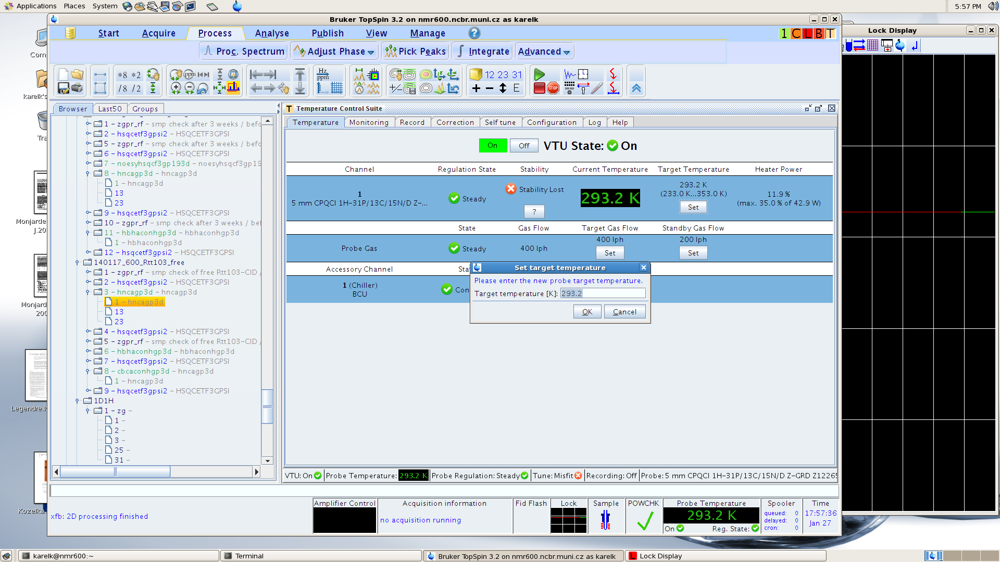 Applications Places System
5:57 PM
Bruker TopSpin 3.2 on nmr600.ncbr.muni.cz as karelk
Lock Display
Start Acquire Process Analyse Publish View Manage
1 C L B T
Proc. Spectrum Adjust Phase Pick Peaks Integrate Advanced
*8 *2 ppm Hz ppm 12 23 31
/8 /2 E STOP
Browser Last50 Groups
T Temperature Control Suite
Temperature Monitoring Record Correction Self tune Configuration Log Help
1 - zgpr_rf - smp check after 3 weeks / befo
2 - hsqcetf3gpsi2 - HSQCETF3GPSI
5 - zgpr_rf - smp check after 3 weeks / befo
6 - hsqcetf3gpsi2 - HSQCETF3GPSI
7 - noesyhsqcf3gp193d - noesyhsqcf3gp19
8 - hncagp3d - hncagp3d
1 - hncagp3d
13
23
9 - hsqcetf3gpsi2 - HSQCETF3GPSI
10 - zgpr_rf - smp check after 3 weeks / bef
11 - hbhaconhgp3d - hbhaconhgp3d
1 - hbhaconhgp3d
12 - hsqcetf3gpsi2 - HSQCETF3GPSI
140117_600_Rtt103_free
1 - zgpr_rf - smp check of free Rtt103-CID /
2 - hsqcetf3gpsi2 - HSQCETF3GPSI
3 - hncagp3d - hncagp3d
1 - hncagp3d
13
23
4 - hsqcetf3gpsi2 - HSQCETF3GPSI
5 - zgpr_rf - smp check of free Rtt103-CID /
6 - hbhaconhgp3d - hbhaconhgp3d
7 - hsqcetf3gpsi2 - HSQCETF3GPSI
8 - cbcaconhgp3d - hncagp3d
1 - hncagp3d
9 - hsqcetf3gpsi2 - HSQCETF3GPSI
1D1H
1 - zg -
1 -
2 -
3 -
25 -
31 -
On Off VTU State: On
Channel Regulation State Stability Current Temperature Target Temperature Heater Power
1
5 mm CPQCI 1H-31P/13C/15N/D Z-...
Steady
Stability Lost
?
293.2 K
293.2 K
(233.0 K...353.0 K)
Set
11.9 %
(max. 35.0 % of 42.9 W)
State Gas Flow Target Gas Flow Standby Gas Flow
Probe Gas Steady 400 lph
400 lph
Set
200 lph
Set
Accessory Channel Sta
1 (Chiller)
BCU
Con
Set target temperature
Please enter the new probe target temperature.
Target temperature [K]: 293.2
OK Cancel
VTU: On Probe Temperature: 293.2 K Probe Regulation: Steady Tune: Misfit Recording: Off Probe: 5 mm CPQCI 1H-31P/13C/15N/D Z-GRD Z12265
xfb: 2D processing finished
Amplifier Control
Acquisition information
no acquisition running
Fid Flash
Lock
Sample
POWCHK
Probe Temperature
293.2 K
On Reg. State:
Spooler
queued: 0
delayed: 0
cron: 0
Time
17:57:36
Jan 27
Com
karelk's
Tra
Monjarde
J.20
Monjard
200
Legendre.
Kozelka.
karelk@nmr600:~
Terminal
Bruker TopSpin 3.2 on nmr600.ncbr.muni.cz as karelk
L Lock Display